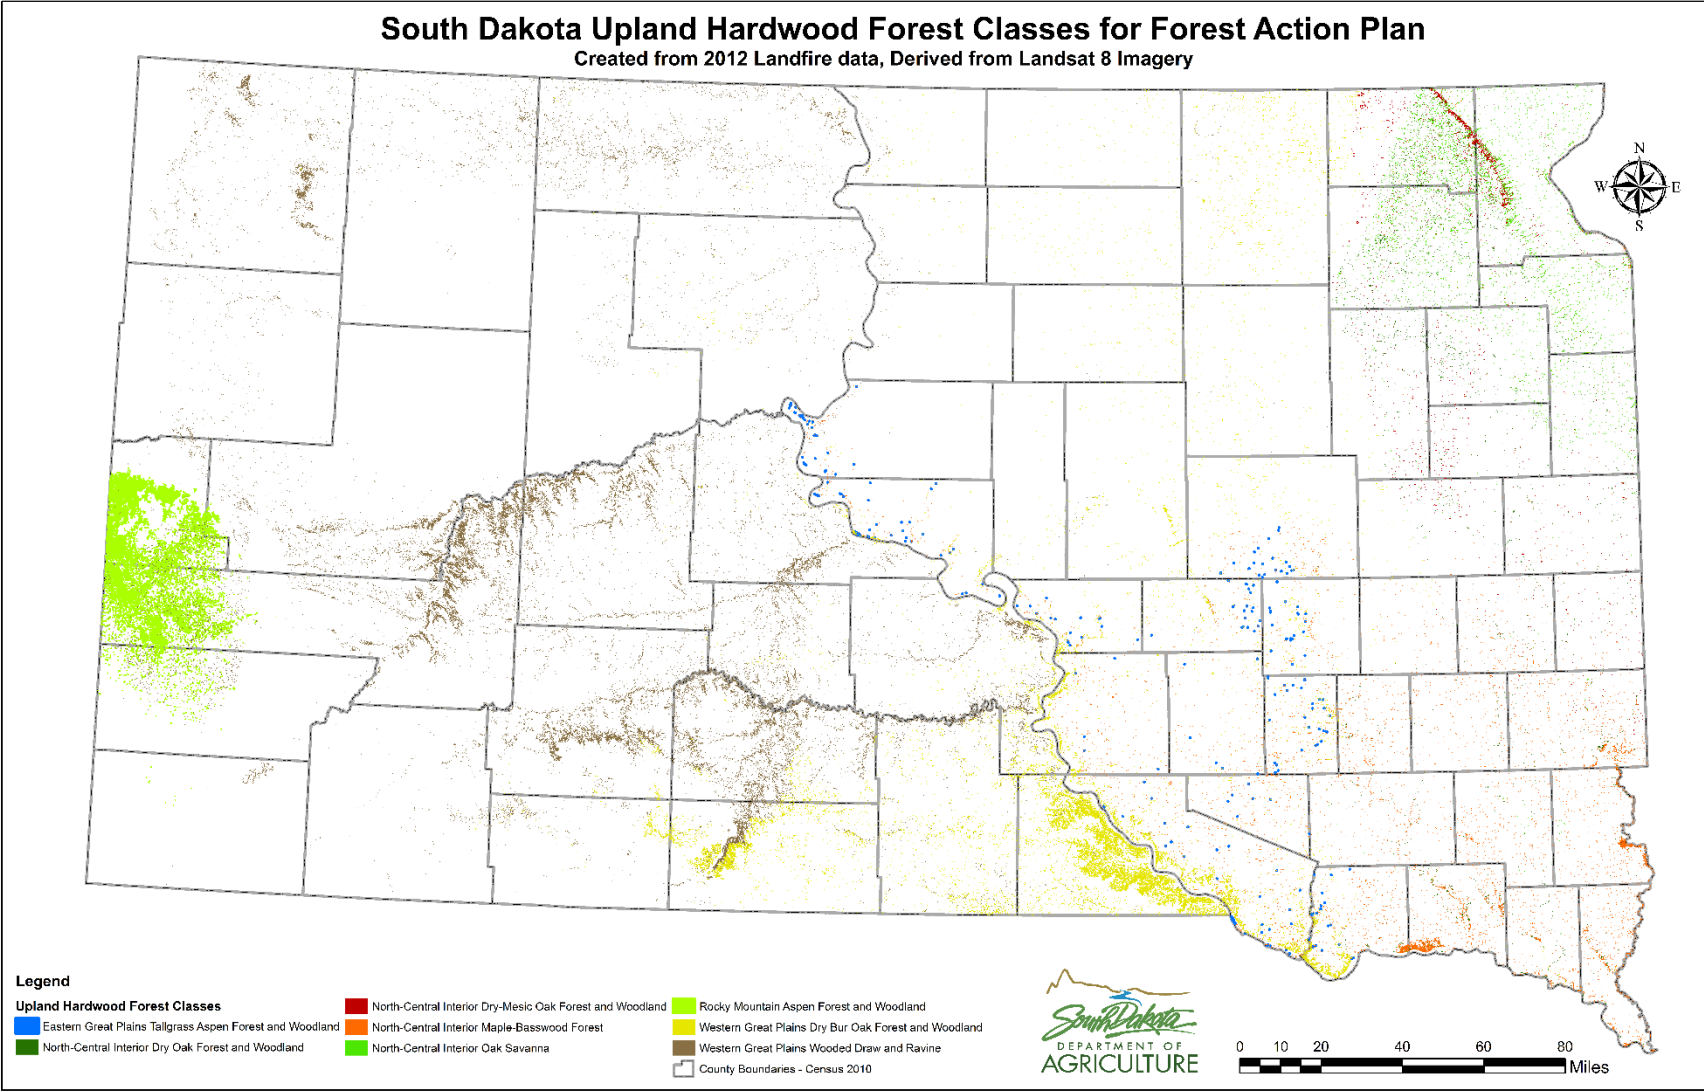 South Dakota Upland Hardwood Forest Classes for Forest Action Plan
Created from 2012 Landfire data, Derived from Landsat 8 Imagery
N
W E
S
Legend
Upland Hardwood Forest Classes
Eastern Great Plains Tallgrass Aspen Forest and Woodland
North-Central Interior Dry Oak Forest and Woodland
North-Central Interior Dry-Mesic Oak Forest and Woodland
North-Central Interior Maple-Basswood Forest
North-Central Interior Oak Savanna
Rocky Mountain Aspen Forest and Woodland
Western Great Plains Dry Bur Oak Forest and Woodland
Western Great Plains Wooded Draw and Ravine
County Boundaries - Census 2010
South Dakota
DEPARTMENT OF
AGRICULTURE
0 10 20 40 60 80
Miles